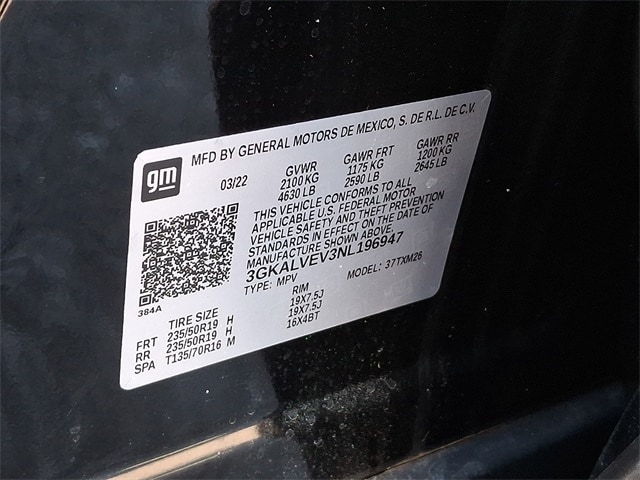 gm
MFD BY GENERAL MOTORS DE MEXICO, S. DE R.L. DE C.V.
03/22
GVWR GAWR FRT GAWR RR
2100 KG 1175 KG 1200 KG
4630 LB 2590 LB 2645 LB
THIS VEHICLE CONFORMS TO ALL
APPLICABLE U.S. FEDERAL MOTOR
VEHICLE SAFETY AND THEFT PREVENTION
STANDARDS IN EFFECT ON THE DATE OF
MANUFACTURE SHOWN ABOVE.
3GKALVEV3NL196947
TYPE: MPV MODEL: 37TXM26
384A
TIRE SIZE RIM
FRT 235/50R19 H 19X7.5J
RR 235/50R19 H 19X7.5J
SPA T135/70R16 M 16X4BT